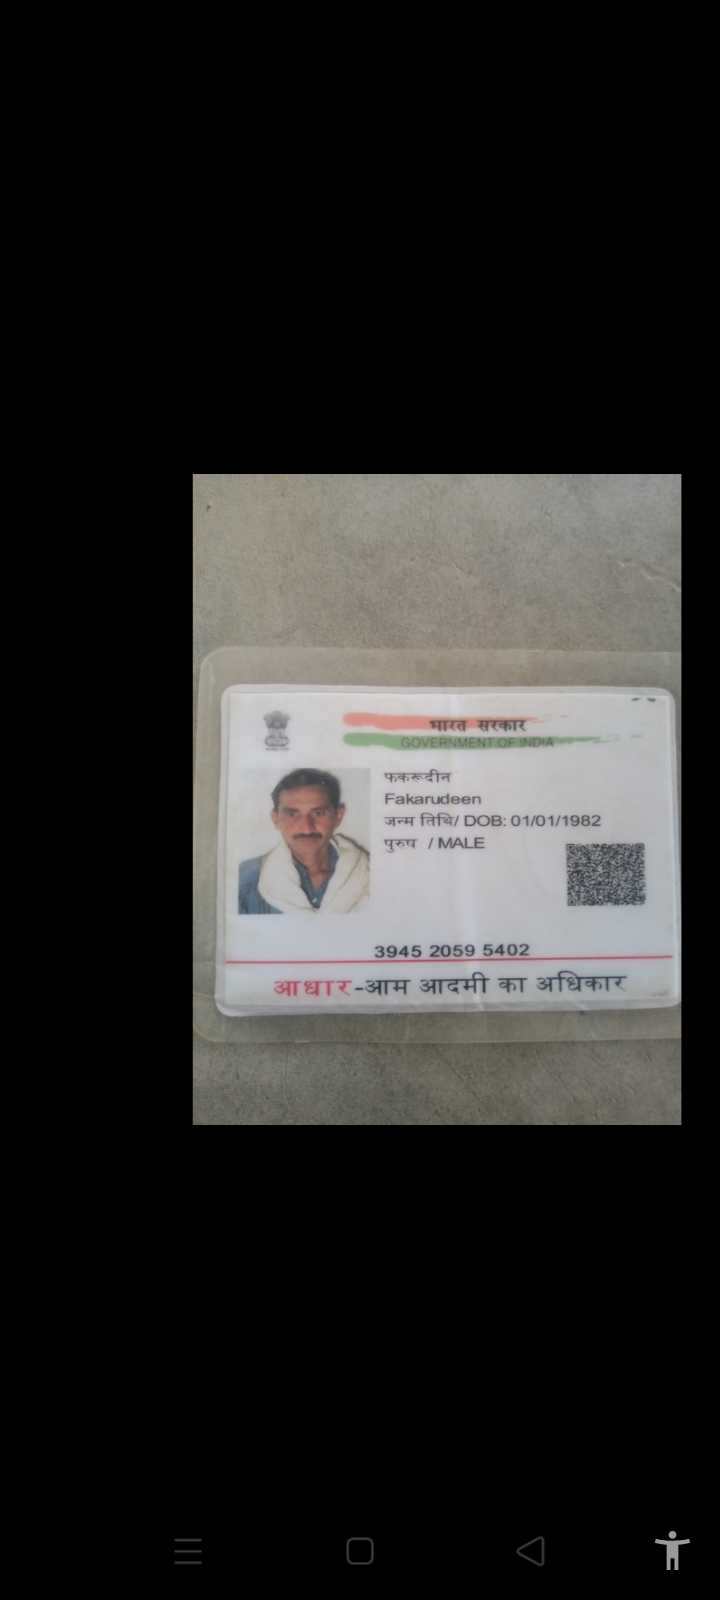 भारत सरकार
GOVERNMENT OF INDIA
फकरूदीन
Fakarudeen
जन्म तिथि/ DOB: 01/01/1982
पुरुष / MALE
3945 2059 5402
आधार-आम आदमी का अधिकार